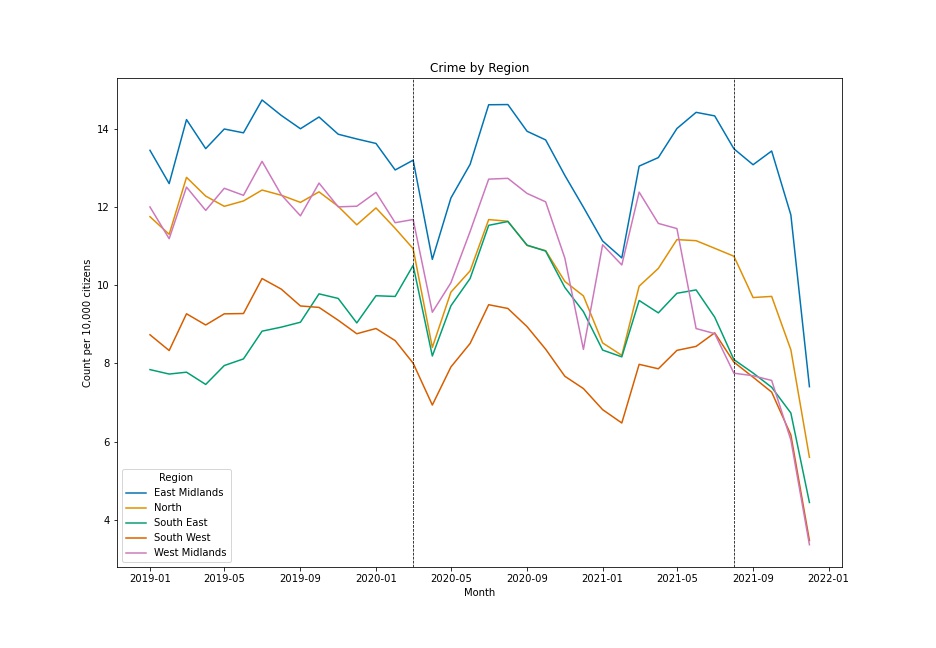 Crime by Region
Count per 10,000 citizens
14
12
10
8
6
4
Region
East Midlands
North
South East
South West
West Midlands
2019-01 2019-05 2019-09 2020-01 2020-05 2020-09 2021-01 2021-05 2021-09 2022-01
Month